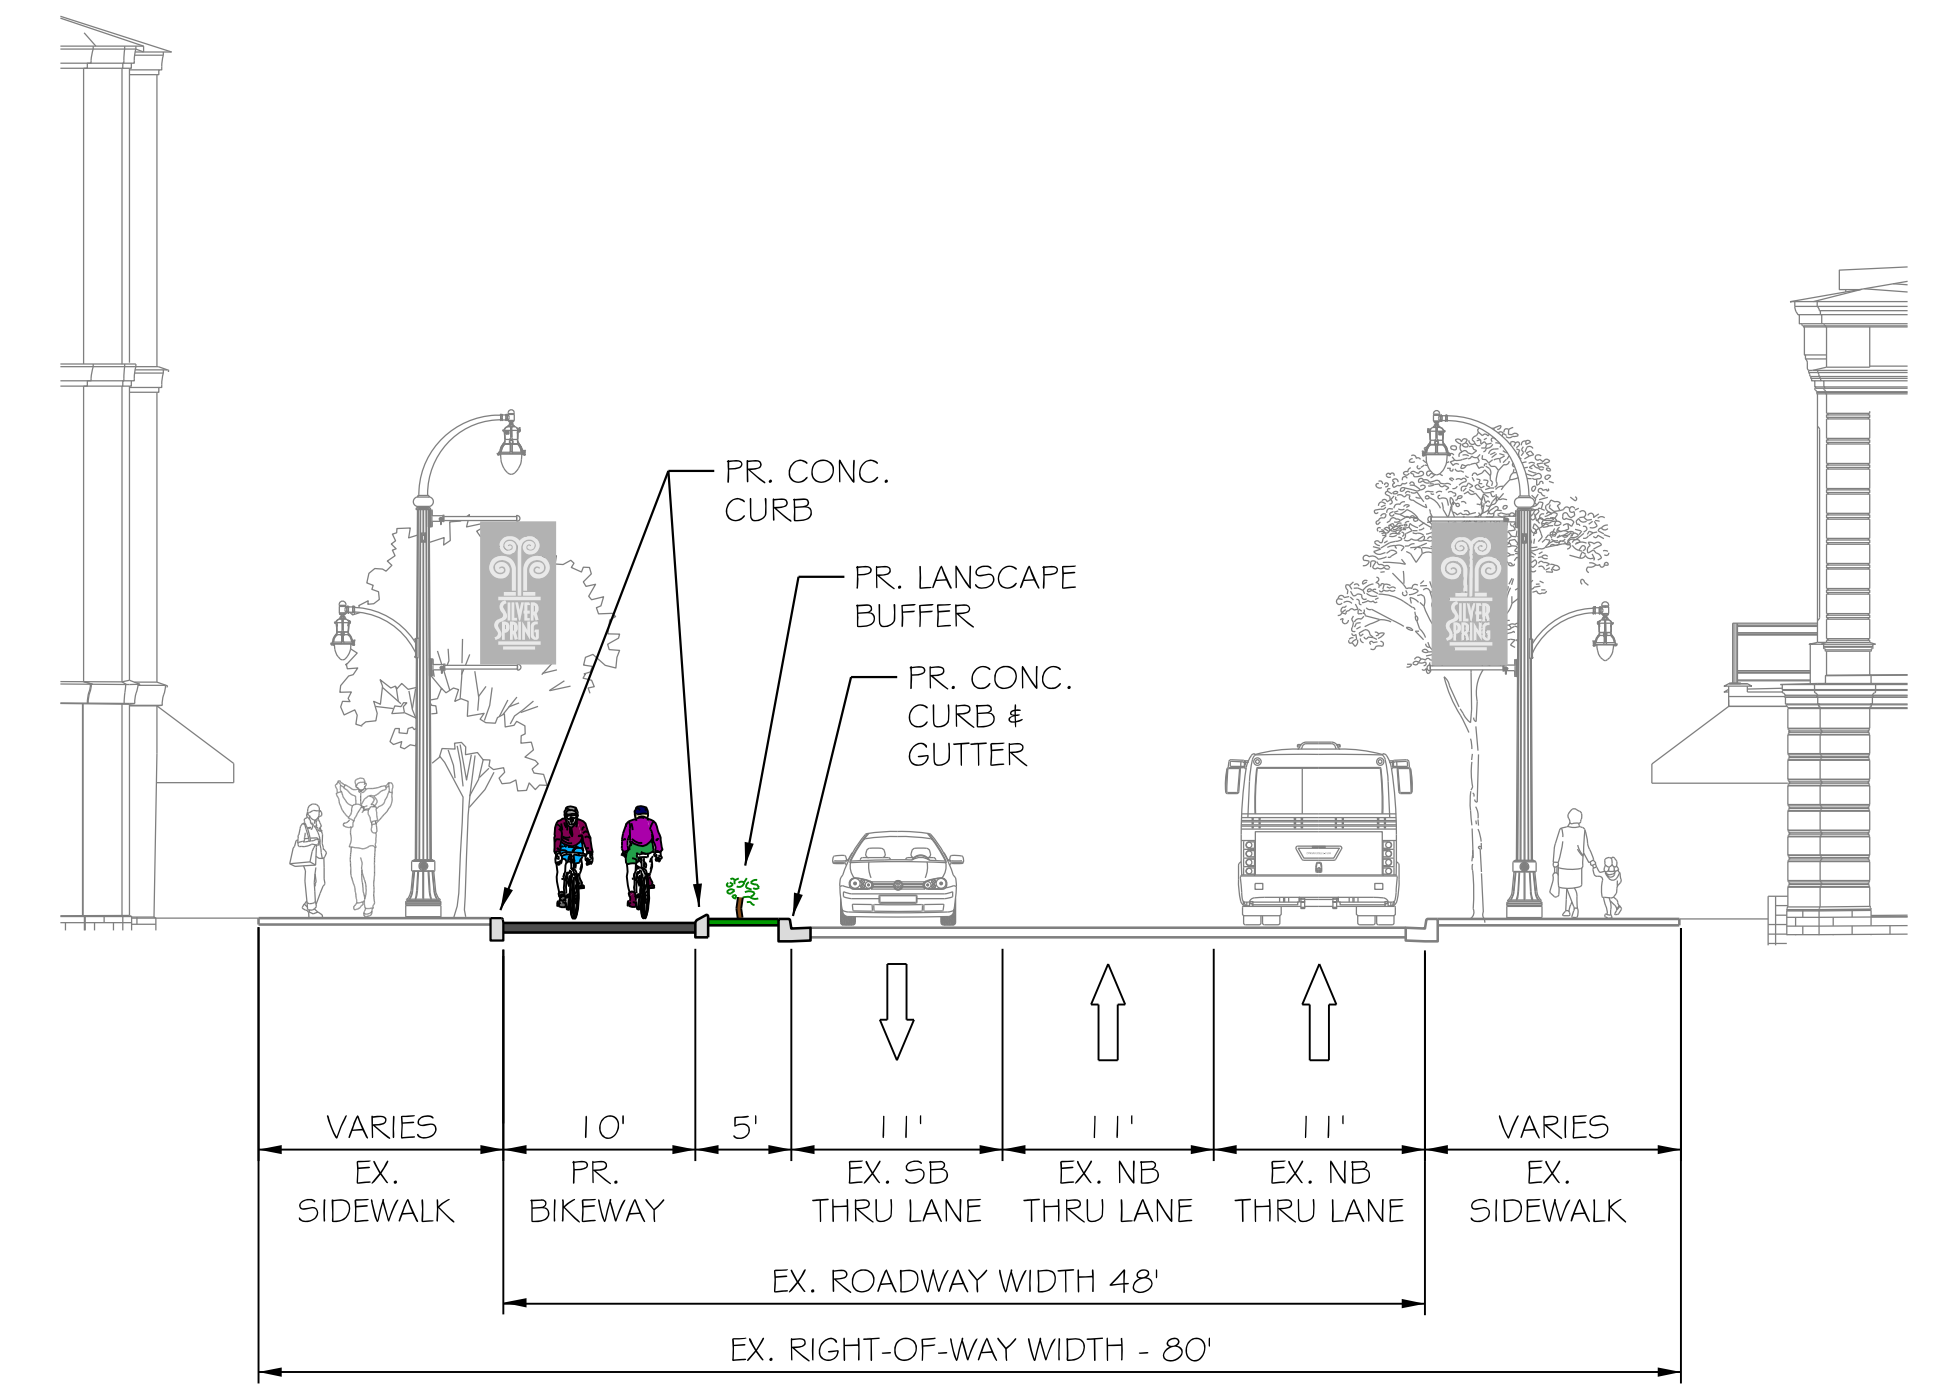 PR. CONC.
CURB
PR. LANSCAPE
BUFFER
PR. CONC.
CURB &
GUTTER
SILVER
SPRING
SILVER
SPRING
VARIES
10'
5'
11'
11'
11'
VARIES
EX.
SIDEWALK
PR.
BIKEWAY
EX. SB
THRU LANE
EX. NB
THRU LANE
EX. NB
THRU LANE
EX.
SIDEWALK
EX. ROADWAY WIDTH 48'
EX. RIGHT-OF-WAY WIDTH - 80'